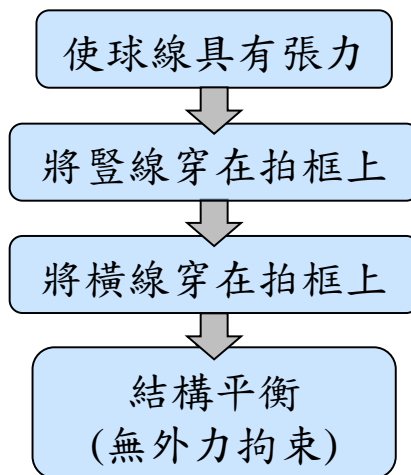 使球線具有張力
將豎線穿在拍框上
將橫線穿在拍框上
結構平衡
(無外力拘束)